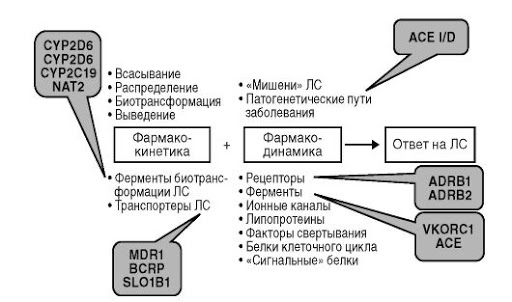 CYP2D6
CYP2D6
CYP2C19
NAT2
• Всасывание
• Распределение
• Биотрансформация
• Выведение
ACE I/D
• «Мишени» ЛС
• Патогенетические пути
заболевания
Фармако-
кинетика
+
Фармако-
динамика
Ответ на ЛС
• Ферменты биотранс-
формации ЛС
• Транспортеры ЛС
• Рецепторы
• Ферменты
• Ионные каналы
• Липопротеины
• Факторы свертывания
• Белки клеточного цикла
• «Сигнальные» белки
ADRB1
ADRB2
VKORC1
ACE
MDR1
BCRP
SLO1B1